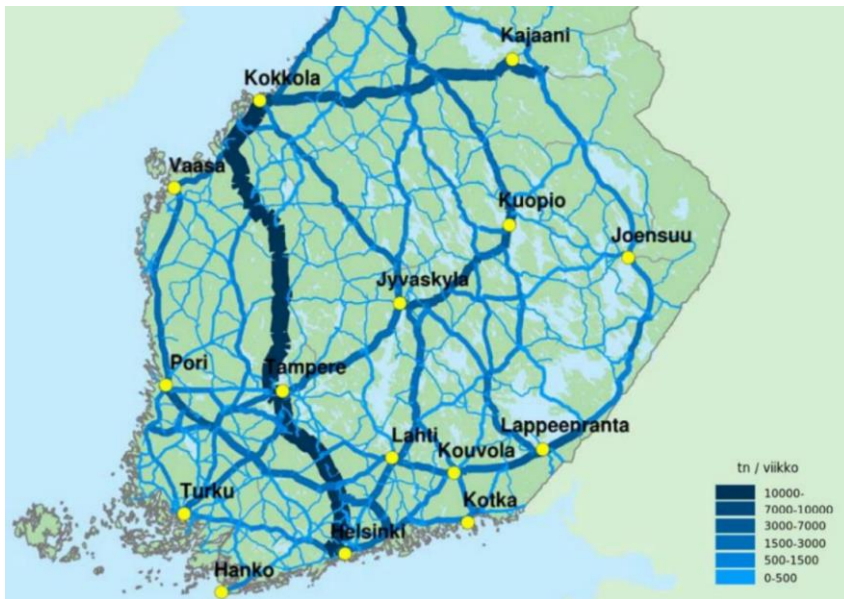 Kajaani
Kokkola
Vaasa
Kuopio
Joensuu
Jyvaskyla
Pori
Tampere
Lahti
Lappeenranta
Kouvola
Turku
Kotka
Helsinki
Hanko
tn / viikko
10000-
7000-10000
3000-7000
1500-3000
500-1500
0-500